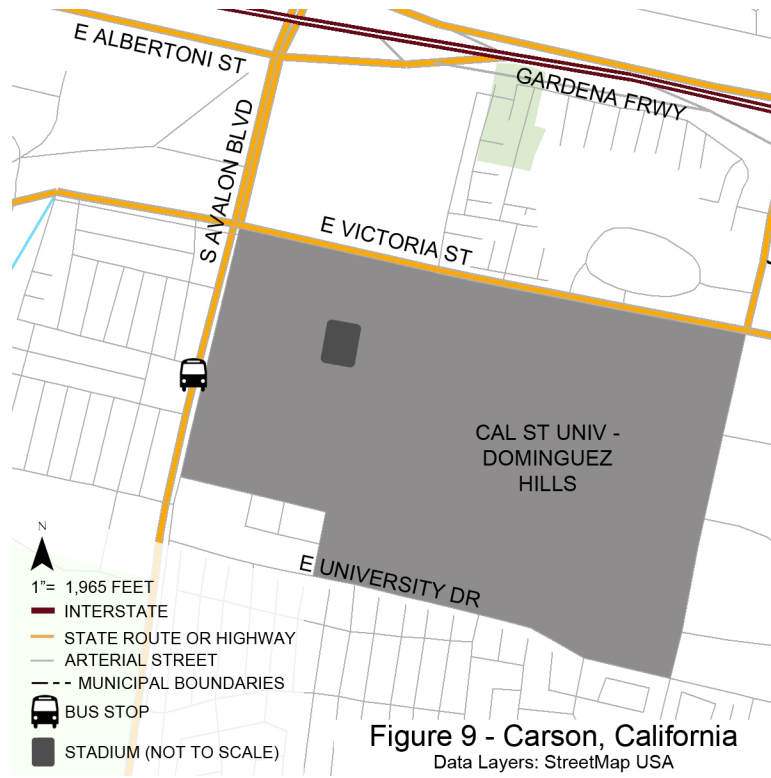 E ALBERTONI ST
GARDENA FRWY
S AVALON BLVD
E VICTORIA ST
CAL ST UNIV -
DOMINGUEZ
HILLS
E UNIVERSITY DR
N
1"= 1,965 FEET
INTERSTATE
STATE ROUTE OR HIGHWAY
ARTERIAL STREET
MUNICIPAL BOUNDARIES
BUS STOP
STADIUM (NOT TO SCALE)
Figure 9 - Carson, California
Data Layers: StreetMap USA